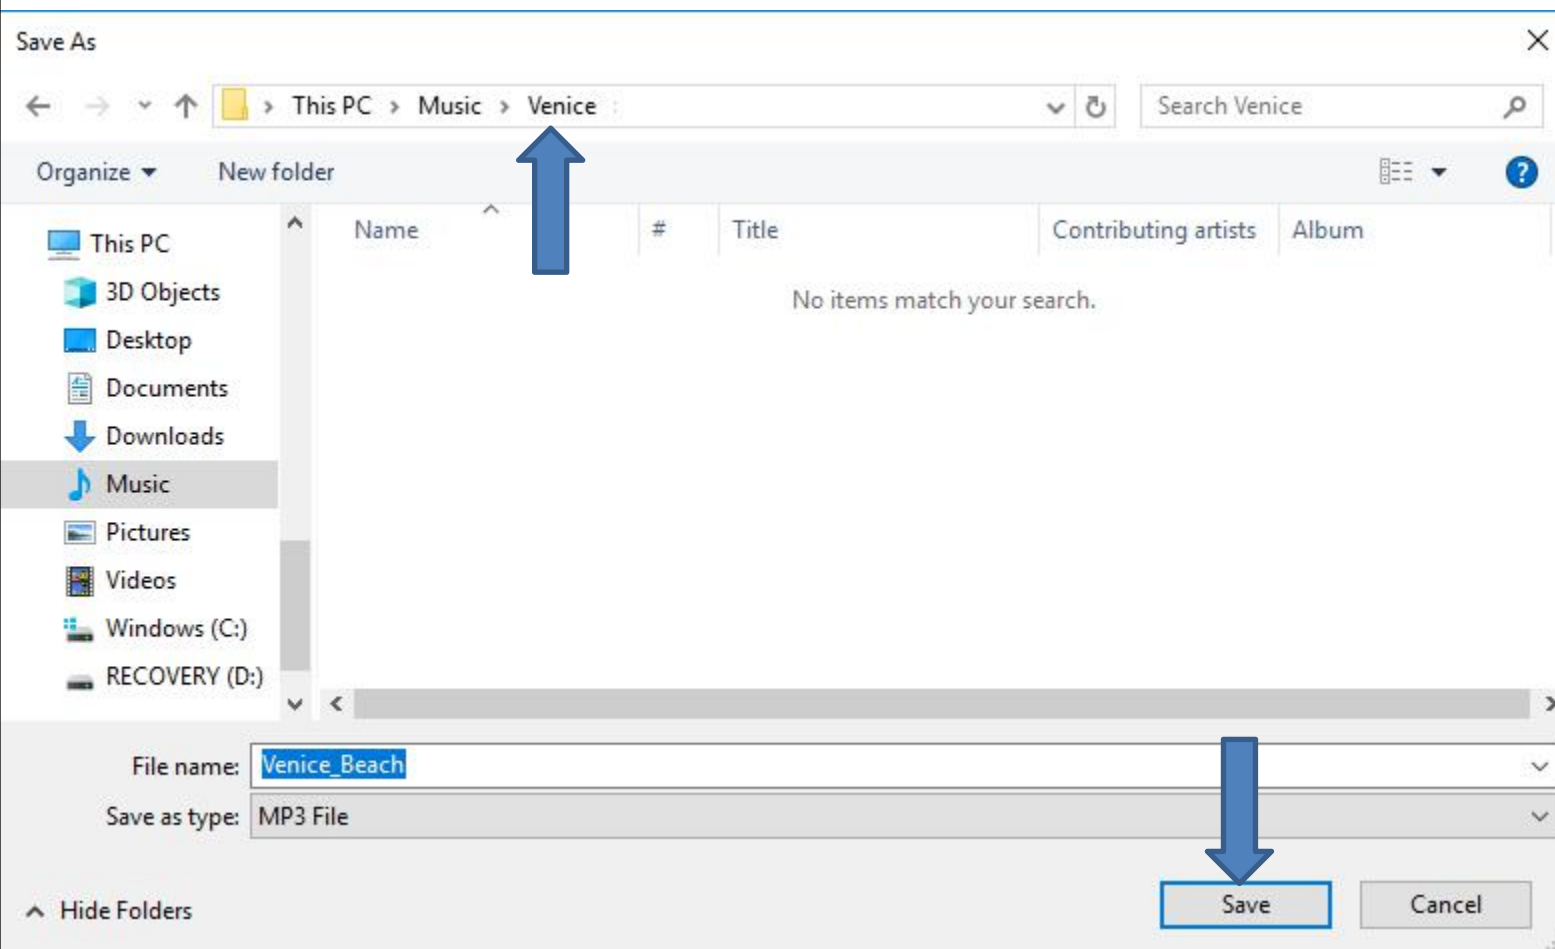 Save As
This PC > Music > Venice
Search Venice
Organize
New folder
?
Name
#
Title
Contributing artists
Album
This PC
No items match your search.
3D Objects
Desktop
Documents
Downloads
Music
Pictures
Videos
Windows (C:)
RECOVERY (D:)
File name: Venice_Beach
Save as type: MP3 File
Hide Folders
Save
Cancel